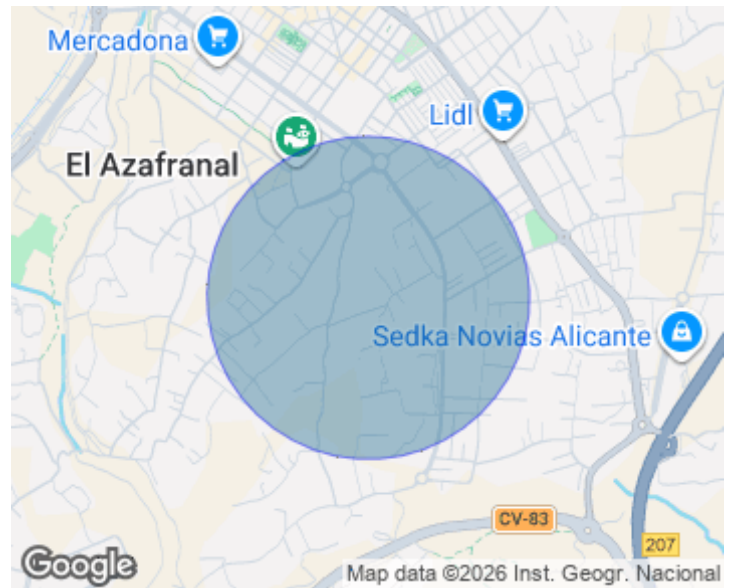 Mercadona
Lidl
El Azafranal
Sedka Novias Alicante
CV-83
207
Google
Map data ©2026 Inst. Geogr. Nacional